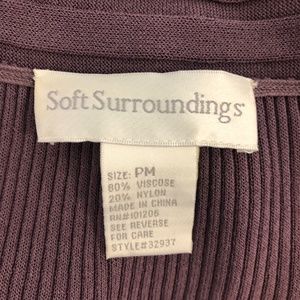 Soft Surroundings
SIZE: PM
80% VISCOSE
20% NYLON
MADE IN CHINA
RN#101206
SEE REVERSE
FOR CARE
STYLE#32937